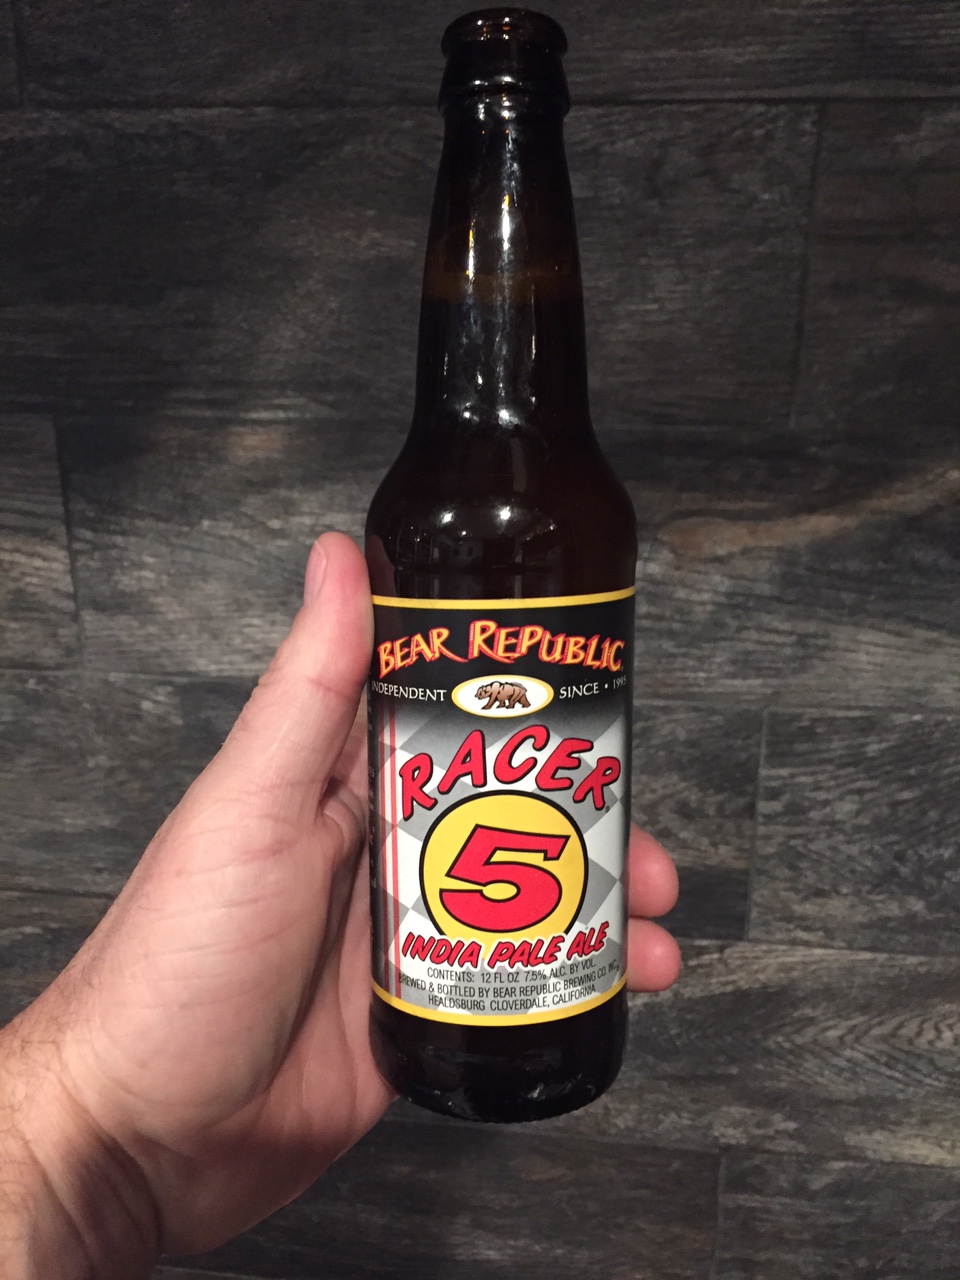 BEAR REPUBLIC
INDEPENDENT SINCE • 1995
RACER
5
INDIA PALE ALE
CONTENTS: 12 FL OZ 7.5% ALC. BY VOL.
BREWED & BOTTLED BY BEAR REPUBLIC BREWING CO. INC.
HEALDSBURG CLOVERDALE, CALIFORNIA